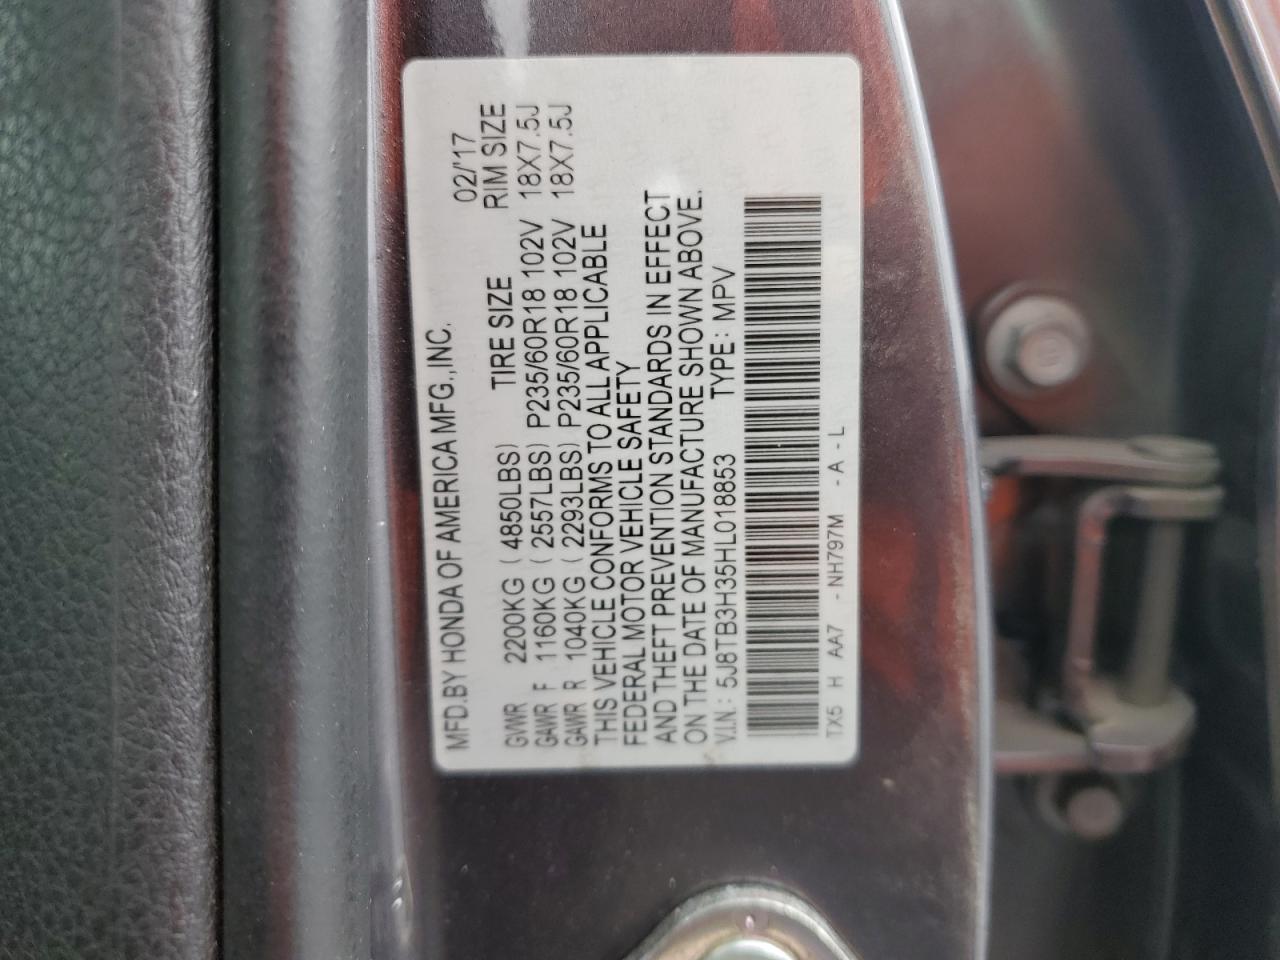 MFD.BY HONDA OF AMERICA MFG.,INC. 02/'17
TIRE SIZE RIM SIZE
GVWR 2200KG ( 4850LBS)
GAWR F 1160KG ( 2557LBS) P235/60R18 102V 18X7.5J
GAWR R 1040KG ( 2293LBS) P235/60R18 102V 18X7.5J
THIS VEHICLE CONFORMS TO ALL APPLICABLE
FEDERAL MOTOR VEHICLE SAFETY
AND THEFT PREVENTION STANDARDS IN EFFECT
ON THE DATE OF MANUFACTURE SHOWN ABOVE.
V.I.N.: 5J8TB3H35HL018853 TYPE: MPV
TX5 H AA7 - NH797M - A - L